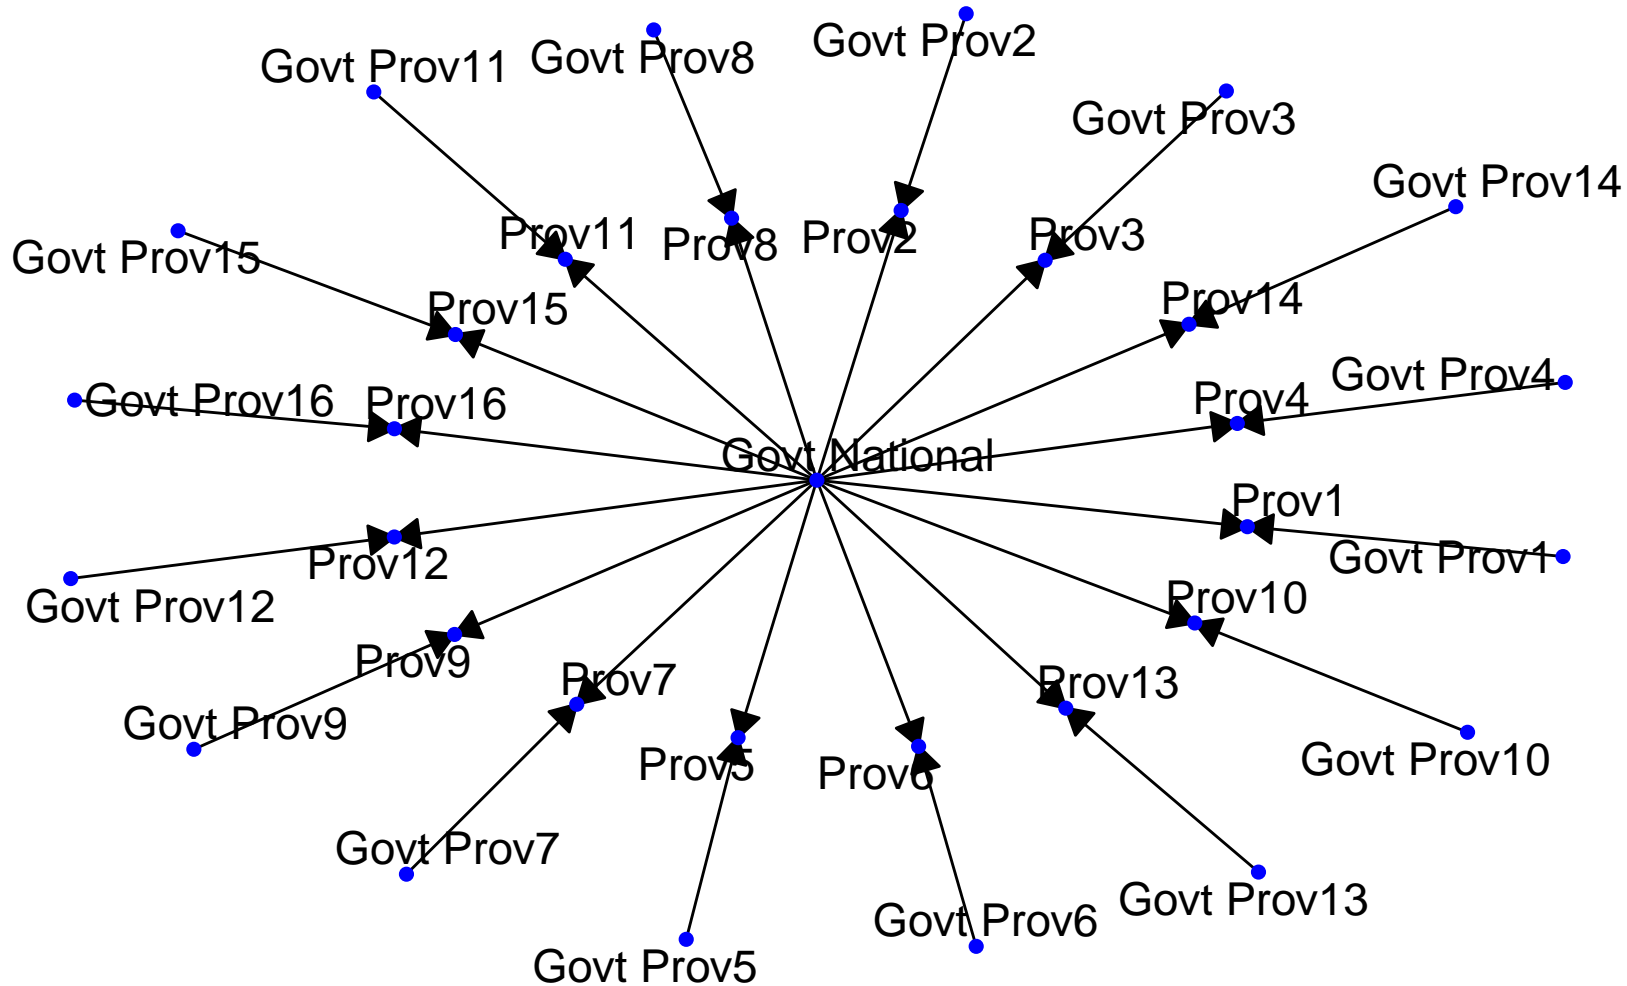 Govt Prov2
Govt Prov8
Govt Prov11
Govt Prov3
Govt Prov14
Prov11
Prov8
Prov2
Prov3
Govt Prov15
Prov15
Prov14
Govt Prov4
Govt Prov16
Prov16
Prov4
Govt National
Prov1
Govt Prov1
Prov12
Govt Prov12
Prov10
Prov9
Prov7
Prov13
Govt Prov9
Prov5
Prov6
Govt Prov10
Govt Prov7
Govt Prov13
Govt Prov6
Govt Prov5